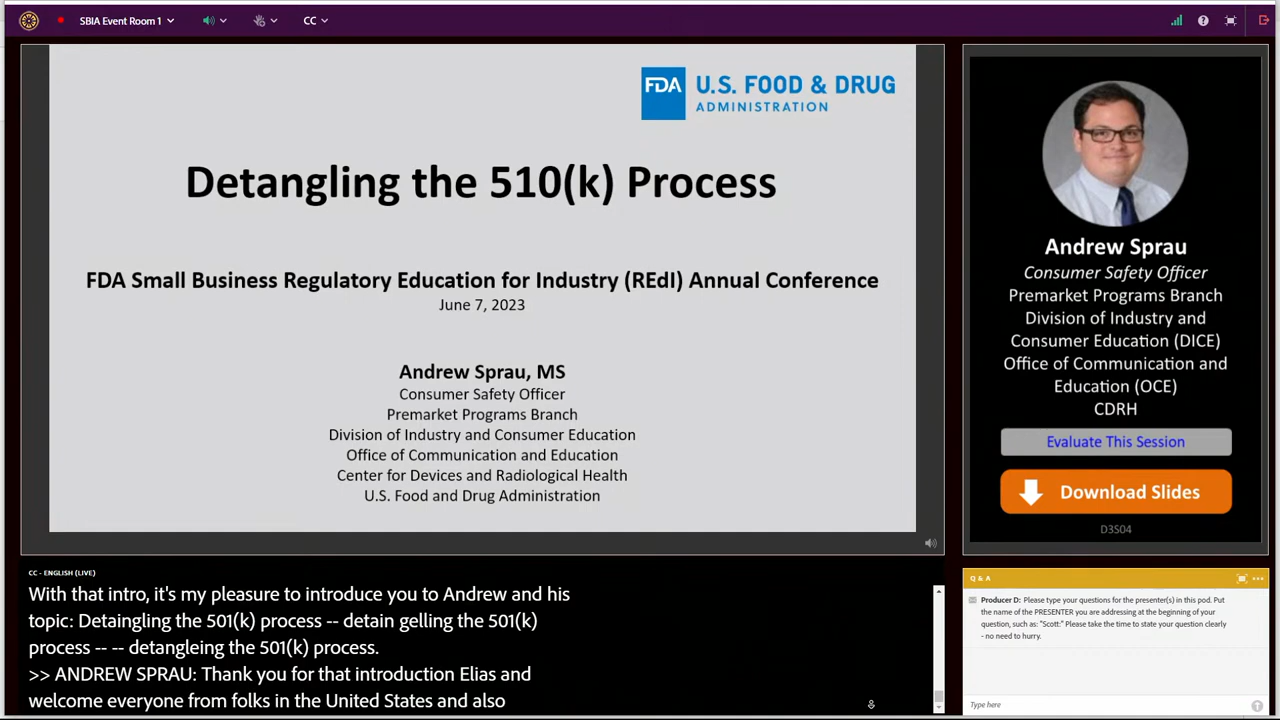 SBIA Event Room 1
CC
FDA U.S. FOOD & DRUG
ADMINISTRATION
Detangling the 510(k) Process
FDA Small Business Regulatory Education for Industry (REdI) Annual Conference
June 7, 2023
Andrew Sprau, MS
Consumer Safety Officer
Premarket Programs Branch
Division of Industry and Consumer Education
Office of Communication and Education
Center for Devices and Radiological Health
U.S. Food and Drug Administration
Andrew Sprau
Consumer Safety Officer
Premarket Programs Branch
Division of Industry and
Consumer Education (DICE)
Office of Communication and
Education (OCE)
CDRH
Evaluate This Session
Download Slides
D3S04
CC - ENGLISH (LIVE)
With that intro, it's my pleasure to introduce you to Andrew and his
topic: Detaingling the 501(k) process -- detain gelling the 501(k)
process -- -- detangleing the 501(k) process.
>> ANDREW SPRAU: Thank you for that introduction Elias and
welcome everyone from folks in the United States and also
Q & A
Producer D: Please type your questions for the presenter(s) in this pod. Put
the name of the PRESENTER you are addressing at the beginning of your
question, such as: "Scott:" Please take the time to state your question clearly
- no need to hurry.
Type here